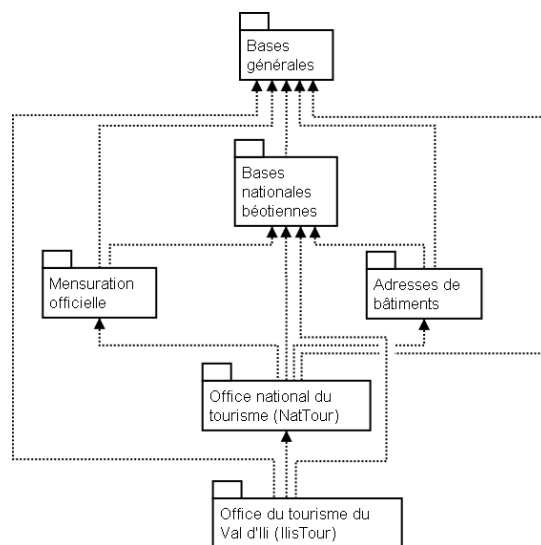 Bases
générales
Bases
nationales
béotiennes
Mensuration
officielle
Adresses de
bâtiments
Office national du
tourisme (NatTour)
Office du tourisme du
Val d'Ili (IlisTour)